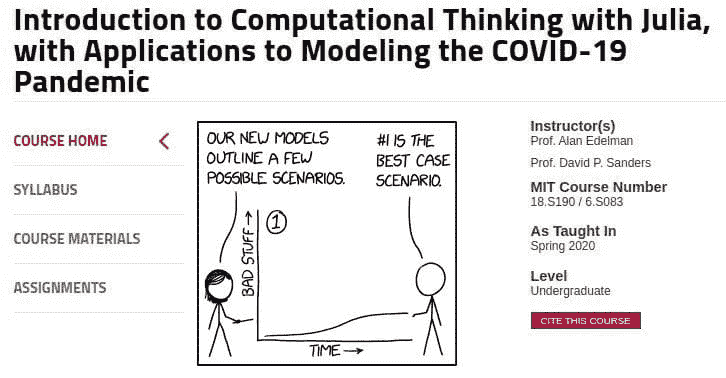 Introduction to Computational Thinking with Julia,
with Applications to Modeling the COVID-19
Pandemic
COURSE HOME
SYLLABUS
COURSE MATERIALS
ASSIGNMENTS
OUR NEW MODELS
OUTLINE A FEW
POSSIBLE SCENARIOS.
#1 IS THE
BEST CASE
SCENARIO.
1
BAD STUFF →
TIME →
Instructor(s)
Prof. Alan Edelman
Prof. David P. Sanders
MIT Course Number
18.S190 / 6.S083
As Taught In
Spring 2020
Level
Undergraduate
CITE THIS COURSE